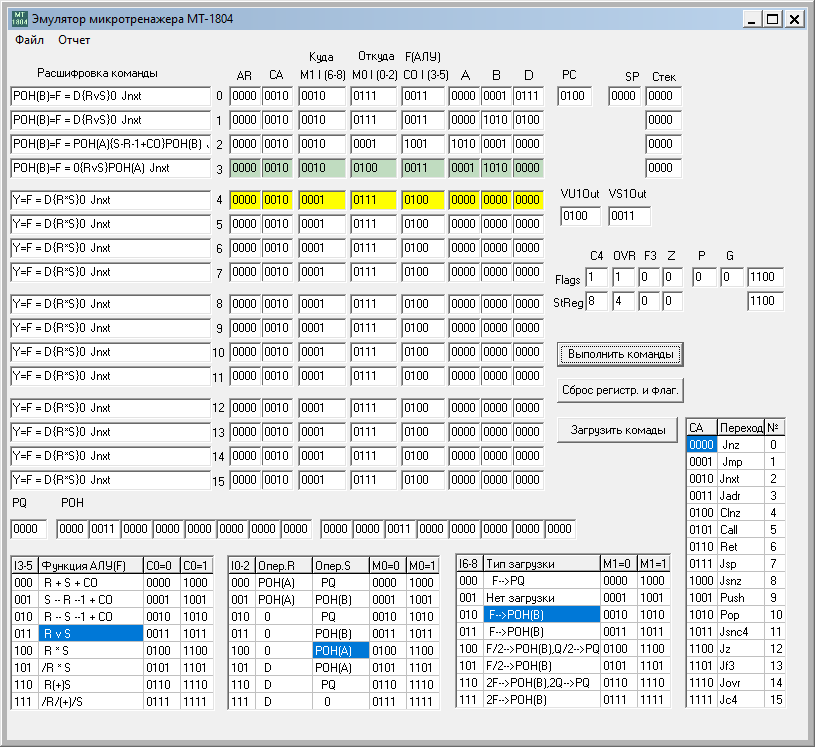 МТ 1804 Эмулятор микротренажера МТ-1804
Файл Отчет
Куда Откуда F(АЛУ)
Расшифровка команды AR CA M1 I (6-8) M0 I (0-2) C0 I (3-5) A B D PC SP Стек
РОН(B)=F = D{RvS}0 Jnxt 0 0000 0010 0010 0111 0011 0000 0001 0111 0100 0000 0000
РОН(B)=F = D{RvS}0 Jnxt 1 0000 0010 0010 0111 0011 0000 1010 0100 0000
РОН(B)=F = РОН(A){S-R-1+CO}РОН(B) J 2 0000 0010 0010 0001 1001 1010 0001 0000 0000
РОН(B)=F = 0{RvS}РОН(A) Jnxt 3 0000 0010 0010 0100 0011 0001 1010 0000 0000
Y=F = D{R*S}0 Jnxt 4 0000 0010 0001 0111 0100 0000 0000 0000 VU1Out VS1Out
Y=F = D{R*S}0 Jnxt 5 0000 0010 0001 0111 0100 0000 0000 0000 0100 0011
Y=F = D{R*S}0 Jnxt 6 0000 0010 0001 0111 0100 0000 0000 0000 C4 OVR F3 Z P G
Y=F = D{R*S}0 Jnxt 7 0000 0010 0001 0111 0100 0000 0000 0000 Flags 1 1 0 0 0 0 1100
Y=F = D{R*S}0 Jnxt 8 0000 0010 0001 0111 0100 0000 0000 0000 StReg 8 4 0 0 1100
Y=F = D{R*S}0 Jnxt 9 0000 0010 0001 0111 0100 0000 0000 0000
Y=F = D{R*S}0 Jnxt 10 0000 0010 0001 0111 0100 0000 0000 0000 Выполнить команды
Y=F = D{R*S}0 Jnxt 11 0000 0010 0001 0111 0100 0000 0000 0000 Сброс регистр. и флаг.
Y=F = D{R*S}0 Jnxt 12 0000 0010 0001 0111 0100 0000 0000 0000
Y=F = D{R*S}0 Jnxt 13 0000 0010 0001 0111 0100 0000 0000 0000 Загрузить комады
Y=F = D{R*S}0 Jnxt 14 0000 0010 0001 0111 0100 0000 0000 0000
Y=F = D{R*S}0 Jnxt 15 0000 0010 0001 0111 0100 0000 0000 0000
PQ РОН
0000 0000 0011 0000 0000 0000 0000 0000 0000 0000 0000 0011 0000 0000 0000 0000 0000
I3-5 Функция АЛУ(F) C0=0 C0=1
000 R + S + CO 0000 1000
001 S -- R --1 + CO 0001 1001
010 R -- S --1 + CO 0010 1010
011 R v S 0011 1011
100 R * S 0100 1100
101 /R * S 0101 1101
110 R(+)S 0110 1110
111 /R/(+)/S 0111 1111
I0-2 Опер.R Опер.S M0=0 M0=1
000 РОН(A) PQ 0000 1000
001 РОН(A) РОН(B) 0001 1001
010 0 PQ 0010 1010
011 0 РОН(B) 0011 1011
100 0 РОН(A) 0100 1100
101 D РОН(A) 0101 1101
110 D PQ 0110 1110
111 D 0 0111 1111
I6-8 Тип загрузки M1=0 M1=1
000 F-->PQ 0000 1000
001 Нет загрузки 0001 1001
010 F-->РОН(B) 0010 1010
011 F-->РОН(B) 0011 1011
100 F/2-->РОН(B),Q/2-->PQ 0100 1100
101 F/2-->РОН(B) 0101 1101
110 2F-->РОН(B),2Q-->PQ 0110 1110
111 2F-->РОН(B) 0111 1111
CA Переход №
0000 Jnz 0
0001 Jmp 1
0010 Jnxt 2
0011 Jadr 3
0100 Clnz 4
0101 Call 5
0110 Ret 6
0111 Jsp 7
1000 Jsnz 8
1001 Push 9
1010 Pop 10
1011 Jsnc4 11
1100 Jz 12
1101 Jf3 13
1110 Jovr 14
1111 Jc4 15